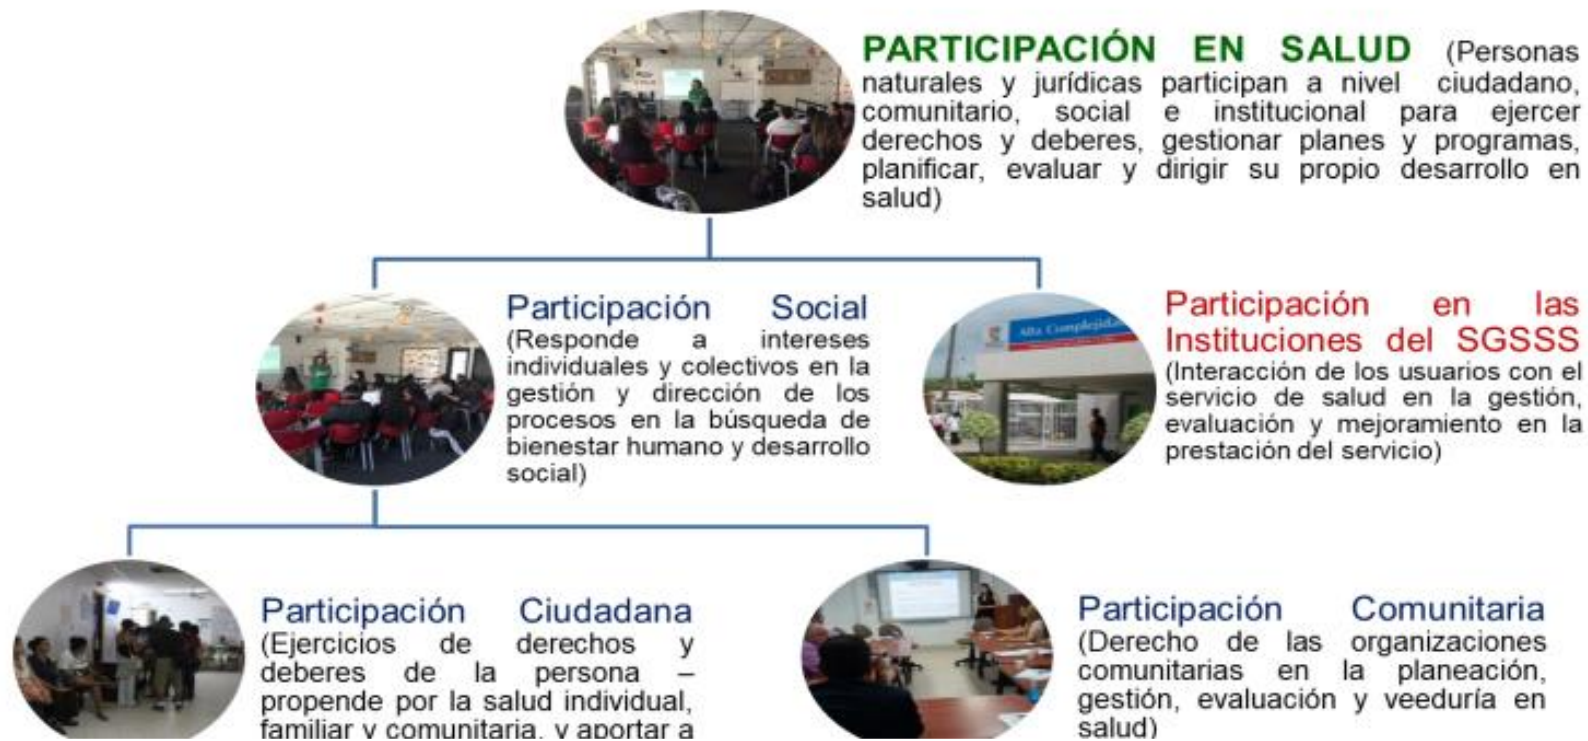 PARTICIPACIÓN EN SALUD (Personas
naturales y jurídicas participan a nivel ciudadano,
comunitario, social e institucional para ejercer
derechos y deberes, gestionar planes y programas,
planificar, evaluar y dirigir su propio desarrollo en
salud)
Participación Social
(Responde a intereses
individuales y colectivos en la
gestión y dirección de los
procesos en la búsqueda de
bienestar humano y desarrollo
social)
Alta Complejidad
Participación en las
Instituciones del SGSSS
(Interacción de los usuarios con el
servicio de salud en la gestión,
evaluación y mejoramiento en la
prestación del servicio)
Participación Ciudadana
(Ejercicios de derechos y
deberes de la persona –
propende por la salud individual,
familiar y comunitaria, y aportar a
Participación Comunitaria
(Derecho de las organizaciones
comunitarias en la planeación,
gestión, evaluación y veeduría en
salud)